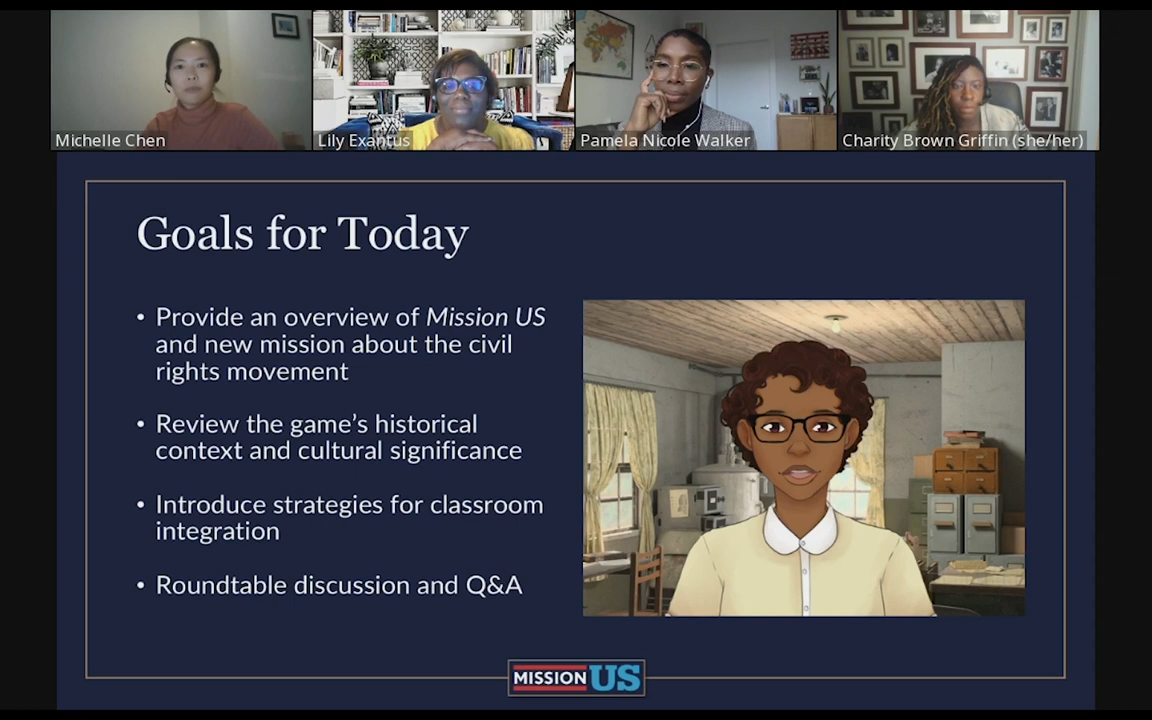 Michelle Chen
Lily Exantus
Pamela Nicole Walker
Charity Brown Griffin (she/her)
Goals for Today
• Provide an overview of Mission US
and new mission about the civil
rights movement
• Review the game’s historical
context and cultural significance
• Introduce strategies for classroom
integration
• Roundtable discussion and Q&A
MISSION US